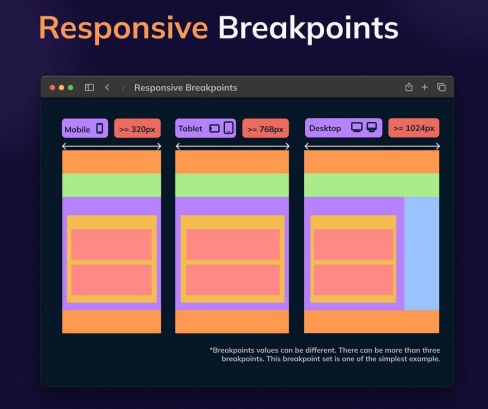 Responsive Breakpoints
Responsive Breakpoints
Mobile >= 320px Tablet >= 768px Desktop >= 1024px
*Breakpoints values can be different. There can be more than three
breakpoints. This breakpoint set is one of the simplest example.